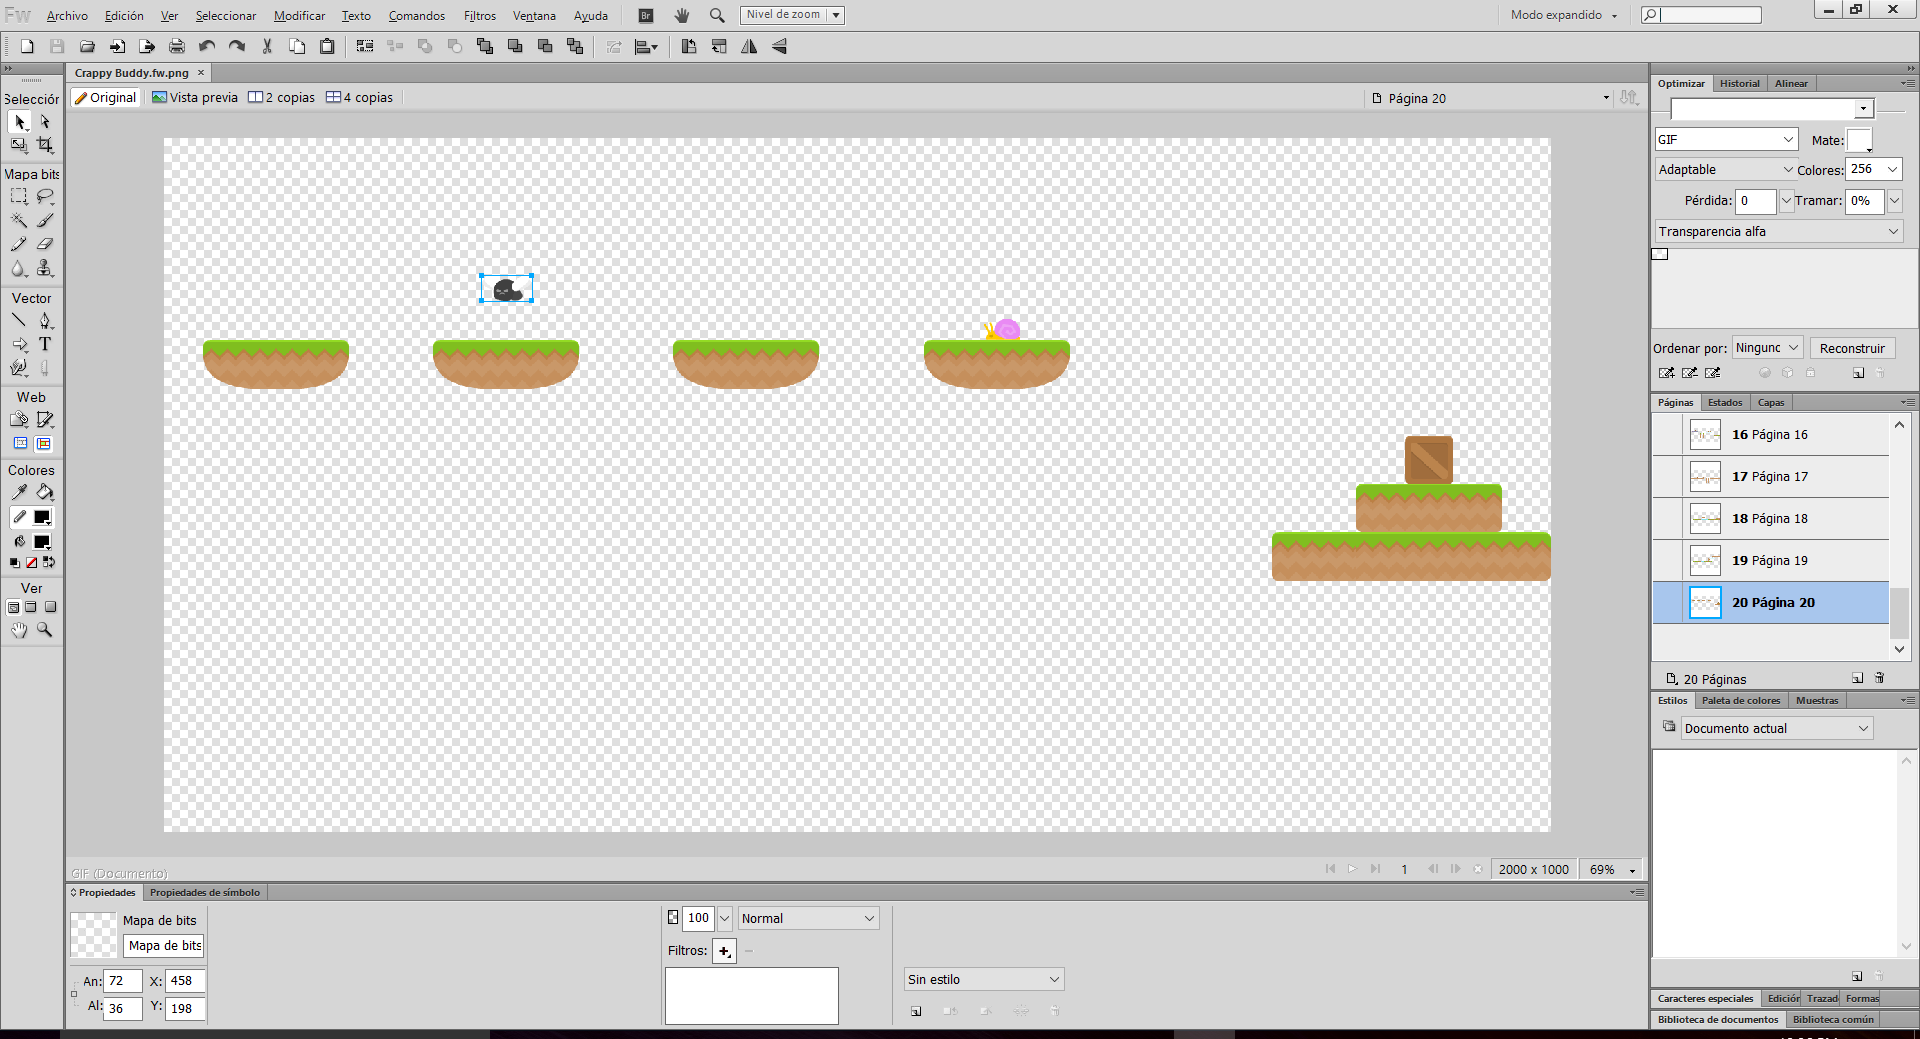 Fw Archivo Edición Ver Seleccionar Modificar Texto Comandos Filtros Ventana Ayuda Br Nivel de zoom Modo expandido
Crappy Buddy.fw.png
Original Vista previa 2 copias 4 copias Página 20
Selección
Mapa bits
Vector
T
Web
Colores
Ver
Optimizar Historial Alinear
GIF Mate:
Adaptable Colores: 256
Pérdida: 0 Tramar: 0%
Transparencia alfa
Ordenar por: Ningunc Reconstruir
Páginas Estados Capas
16 Página 16
17 Página 17
18 Página 18
19 Página 19
20 Página 20
20 Páginas
Estilos Paleta de colores Muestras
Documento actual
Caracteres especiales Edición Trazad Formas
Biblioteca de documentos Biblioteca común
GIF (Documento) 1 2000 x 1000 69%
Propiedades Propiedades de símbolo
Mapa de bits
Mapa de bits
An: 72 X: 458
Al: 36 Y: 198
100 Normal
Filtros:
Sin estilo